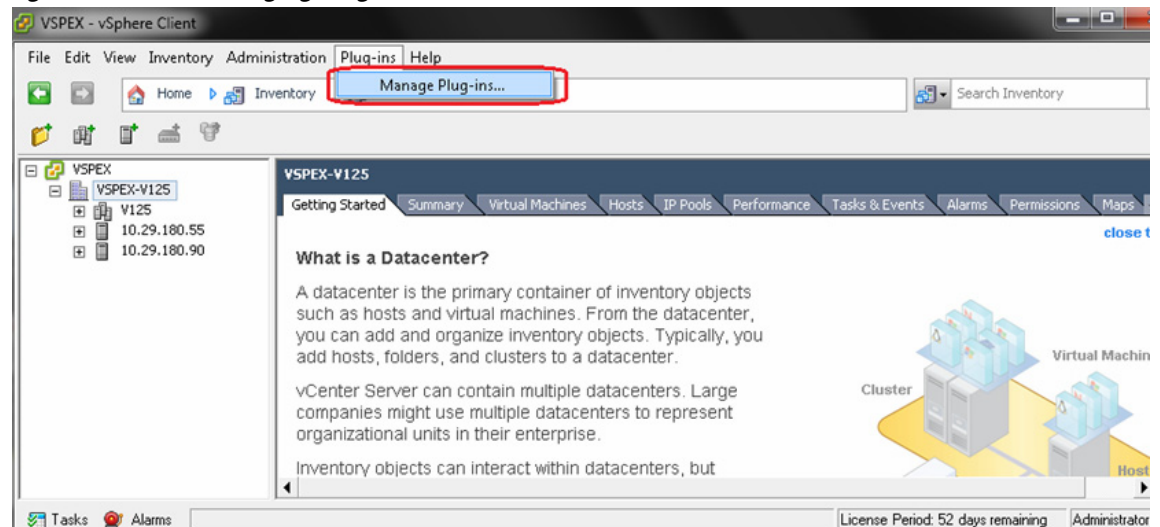 VSPEX - vSphere Client
File Edit View Inventory Administration Plug-ins Help
Manage Plug-ins...
Home Inventory
Search Inventory
VSPEX
VSPEX-V125
V125
10.29.180.55
10.29.180.90
VSPEX-V125
Getting Started Summary Virtual Machines Hosts IP Pools Performance Tasks & Events Alarms Permissions Maps
close t
What is a Datacenter?
A datacenter is the primary container of inventory objects
such as hosts and virtual machines. From the datacenter,
you can add and organize inventory objects. Typically, you
add hosts, folders, and clusters to a datacenter.
vCenter Server can contain multiple datacenters. Large
companies might use multiple datacenters to represent
organizational units in their enterprise.
Inventory objects can interact within datacenters, but
Virtual Machin
Cluster
Host
Tasks Alarms
License Period: 52 days remaining Administrator